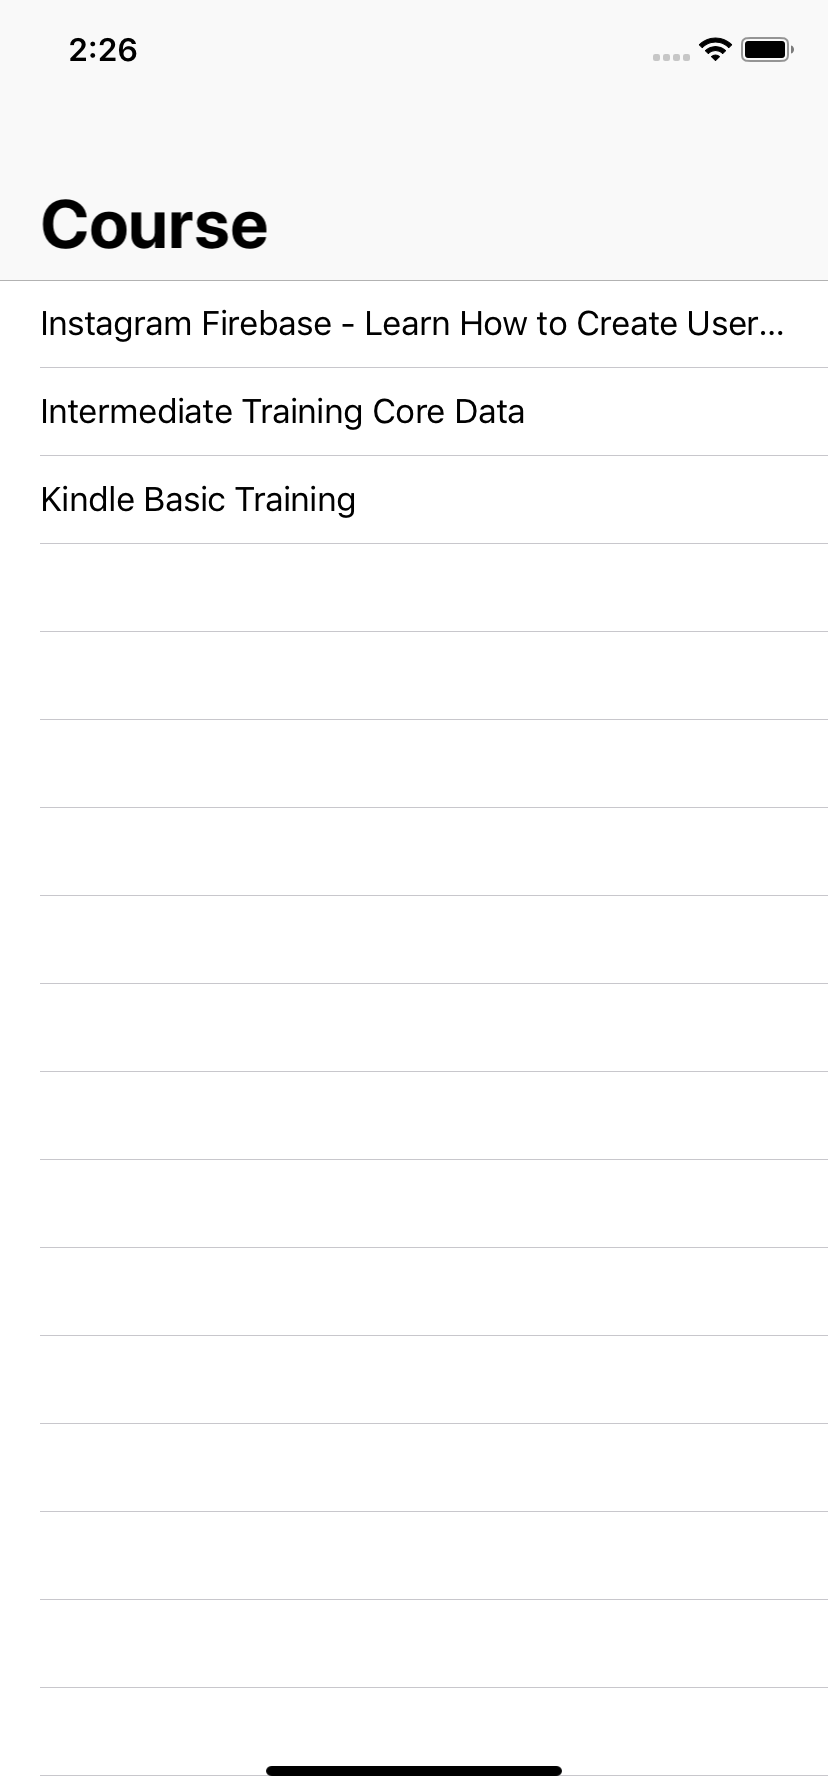 2:26
Course
Instagram Firebase - Learn How to Create User...
Intermediate Training Core Data
Kindle Basic Training